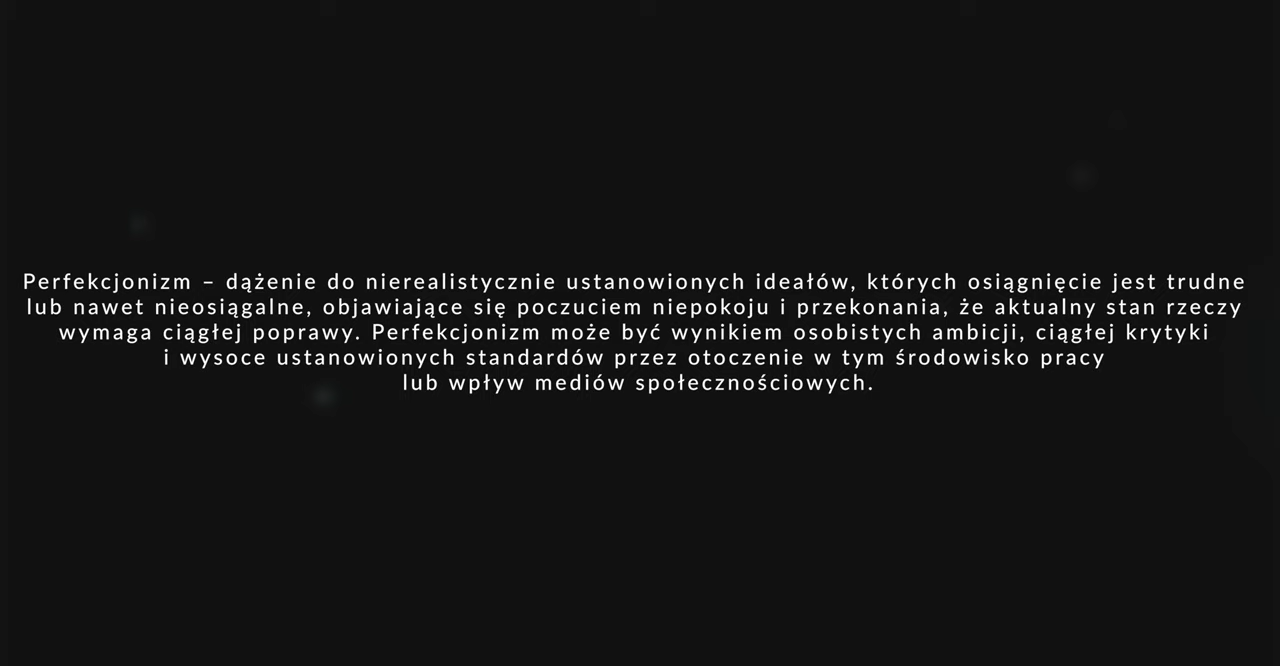 Perfekcjonizm – dążenie do nierealistycznie ustanowionych ideałów, których osiągnięcie jest trudne
lub nawet nieosiągalne, objawiające się poczuciem niepokoju i przekonania, że aktualny stan rzeczy
wymaga ciągłej poprawy. Perfekcjonizm może być wynikiem osobistych ambicji, ciągłej krytyki
i wysoce ustanowionych standardów przez otoczenie w tym środowisko pracy
lub wpływ mediów społecznościowych.